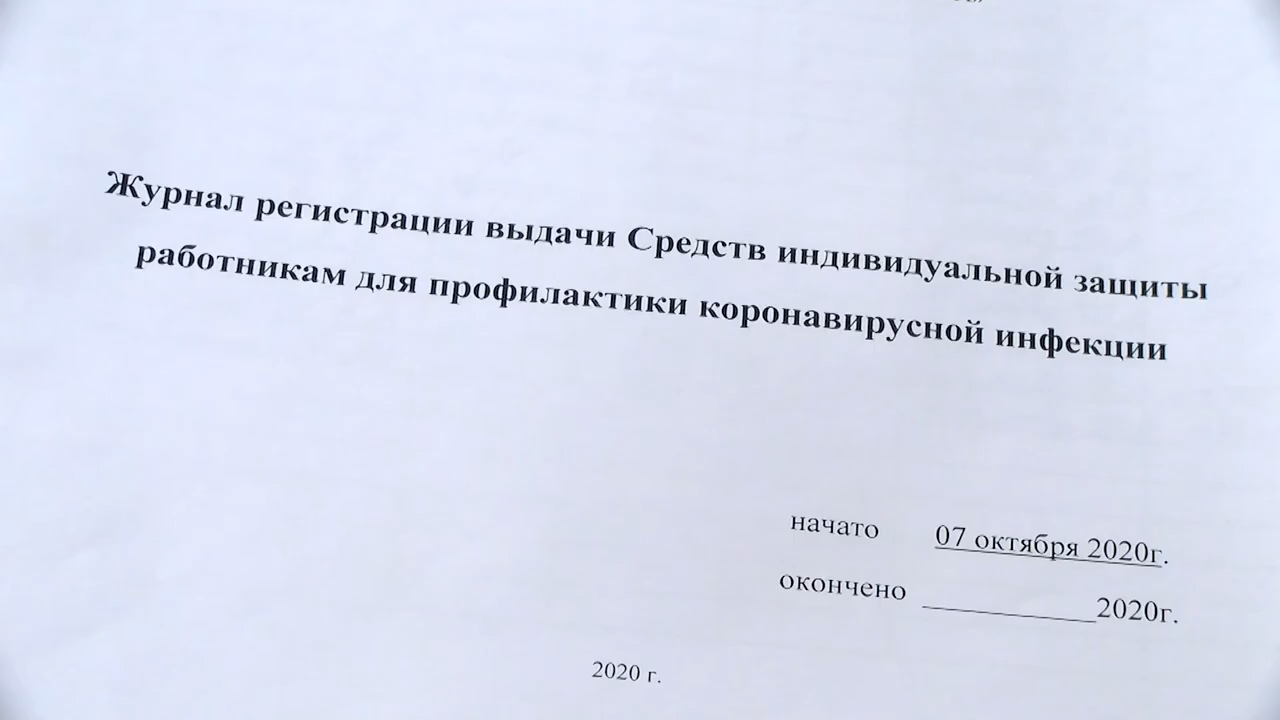 Журнал регистрации выдачи Средств индивидуальной защиты
работникам для профилактики коронавирусной инфекции
начато 07 октября 2020г.
окончено ____________2020г.
2020 г.